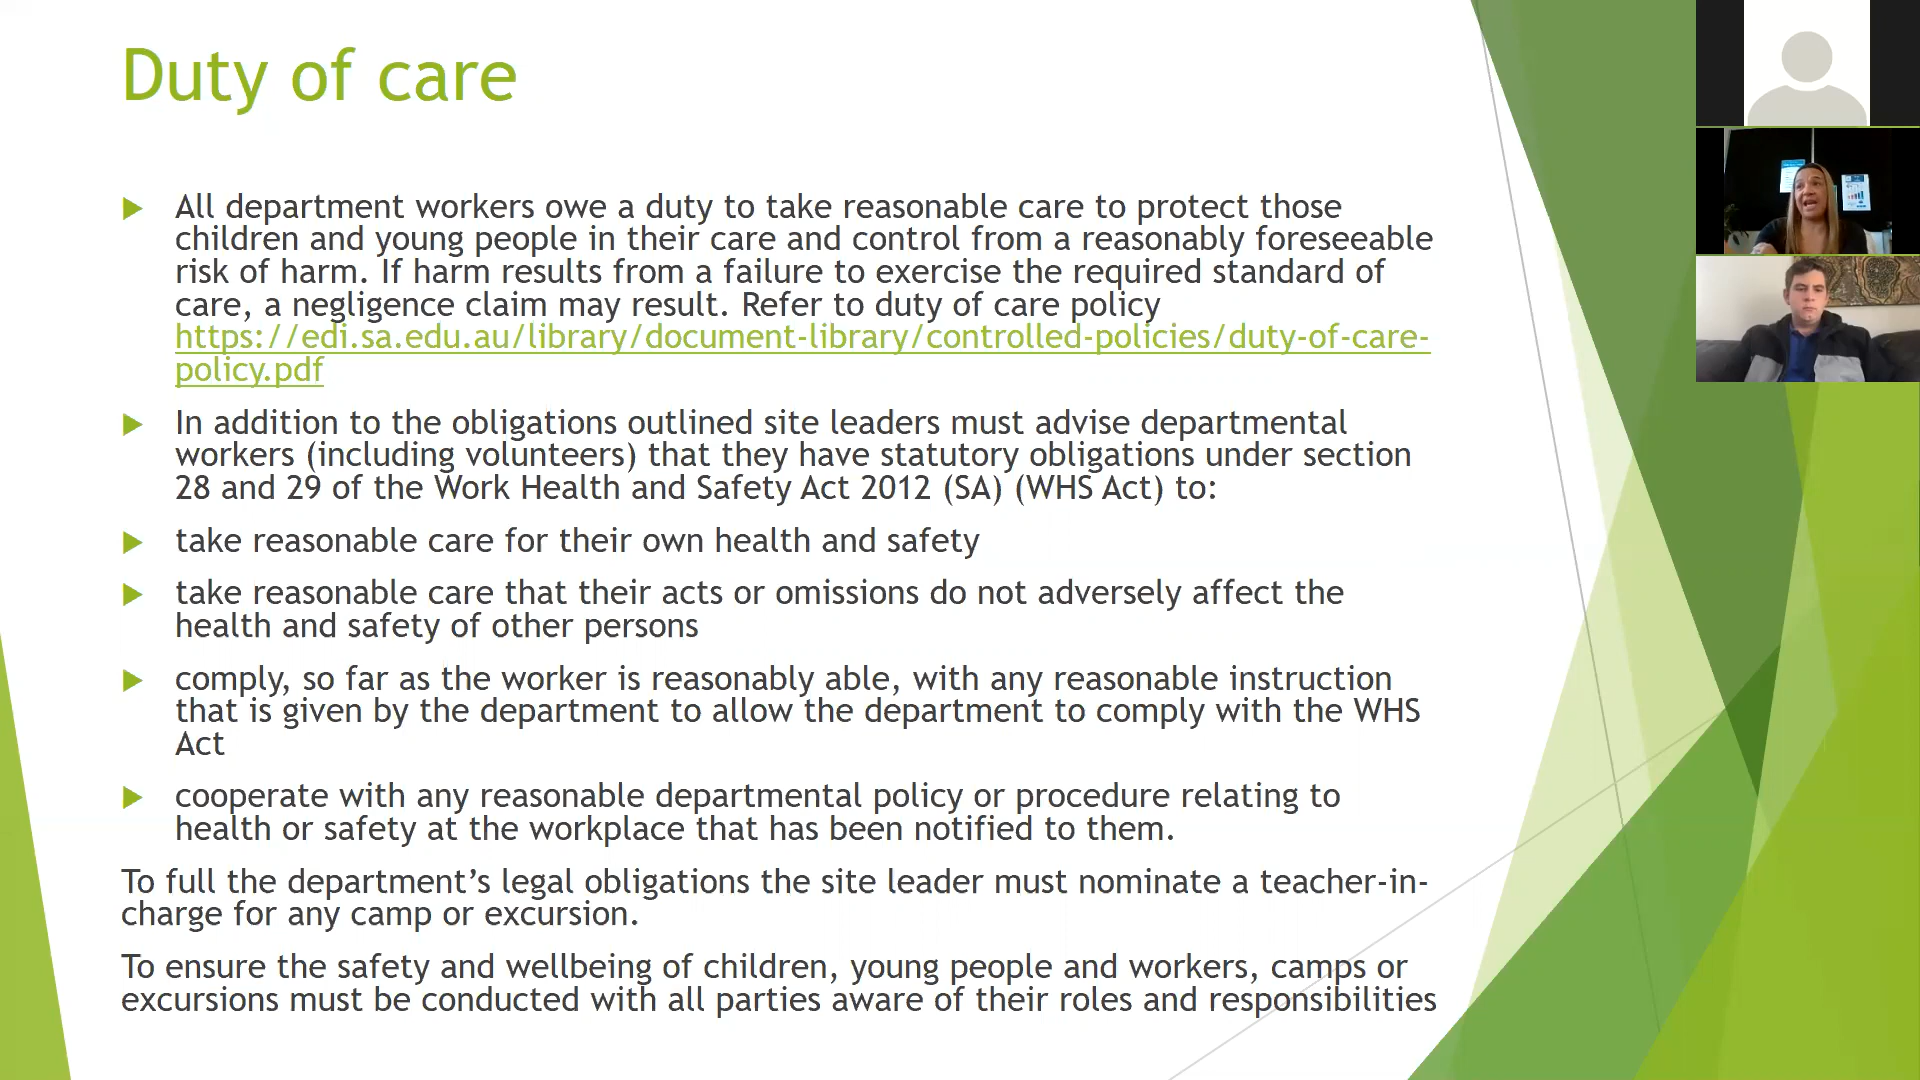 Duty of care
All department workers owe a duty to take reasonable care to protect those
children and young people in their care and control from a reasonably foreseeable
risk of harm. If harm results from a failure to exercise the required standard of
care, a negligence claim may result. Refer to duty of care policy
https://edi.sa.edu.au/library/document-library/controlled-policies/duty-of-care-
policy.pdf
In addition to the obligations outlined site leaders must advise departmental
workers (including volunteers) that they have statutory obligations under section
28 and 29 of the Work Health and Safety Act 2012 (SA) (WHS Act) to:
take reasonable care for their own health and safety
take reasonable care that their acts or omissions do not adversely affect the
health and safety of other persons
comply, so far as the worker is reasonably able, with any reasonable instruction
that is given by the department to allow the department to comply with the WHS
Act
cooperate with any reasonable departmental policy or procedure relating to
health or safety at the workplace that has been notified to them.
To full the department’s legal obligations the site leader must nominate a teacher-in-
charge for any camp or excursion.
To ensure the safety and wellbeing of children, young people and workers, camps or
excursions must be conducted with all parties aware of their roles and responsibilities